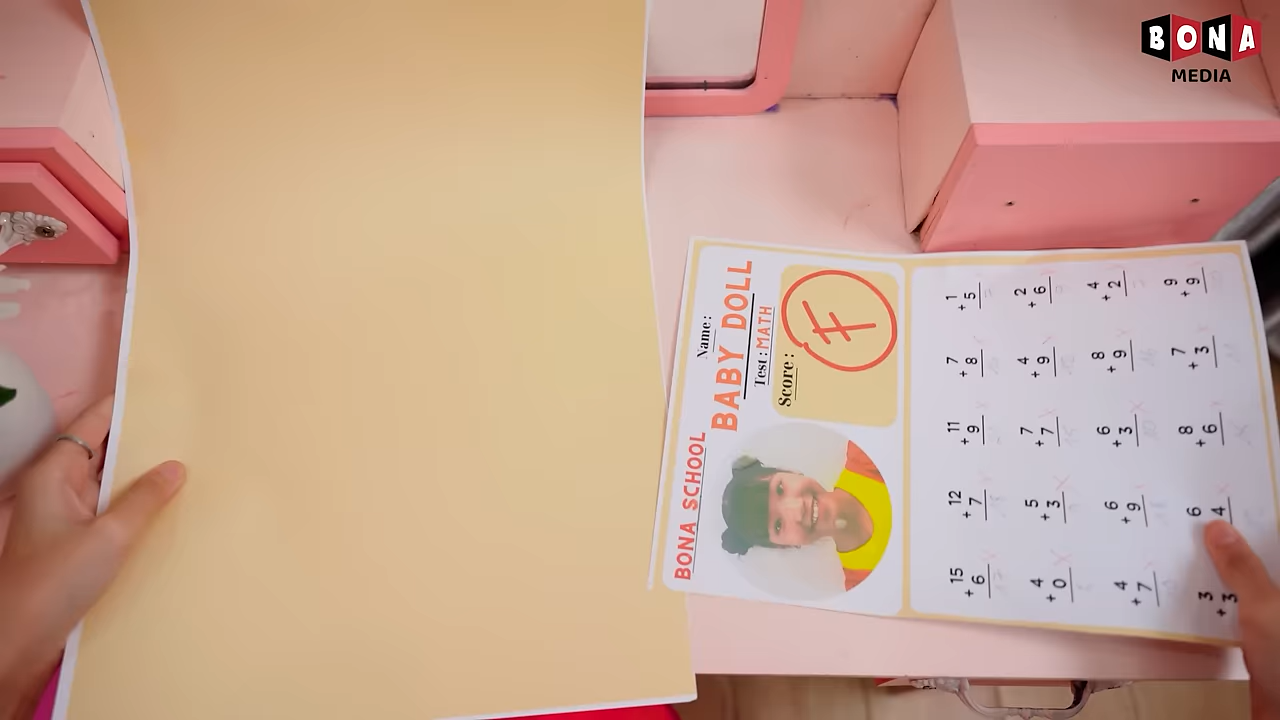 BONA
MEDIA
BONA SCHOOL
Name:
BABY DOLL
Test: MATH
Score:
F
15 12 11 7 1
+ 6 + 7 + 9 + 8 + 5
4 5 7 4 2
+ 0 + 3 + 7 + 9 + 6
4 6 6 8 4
+ 7 + 9 + 3 + 9 + 2
3 6 8 7 9
+ 3 4 + 6 + 3 + 9